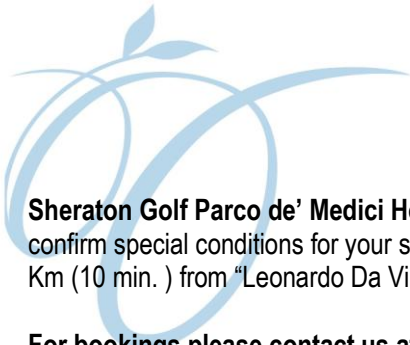 Sheraton Golf Parco de’ Medici
confirm special conditions for your
Km (10 min. ) from “Leonardo Da
For bookings please contact us